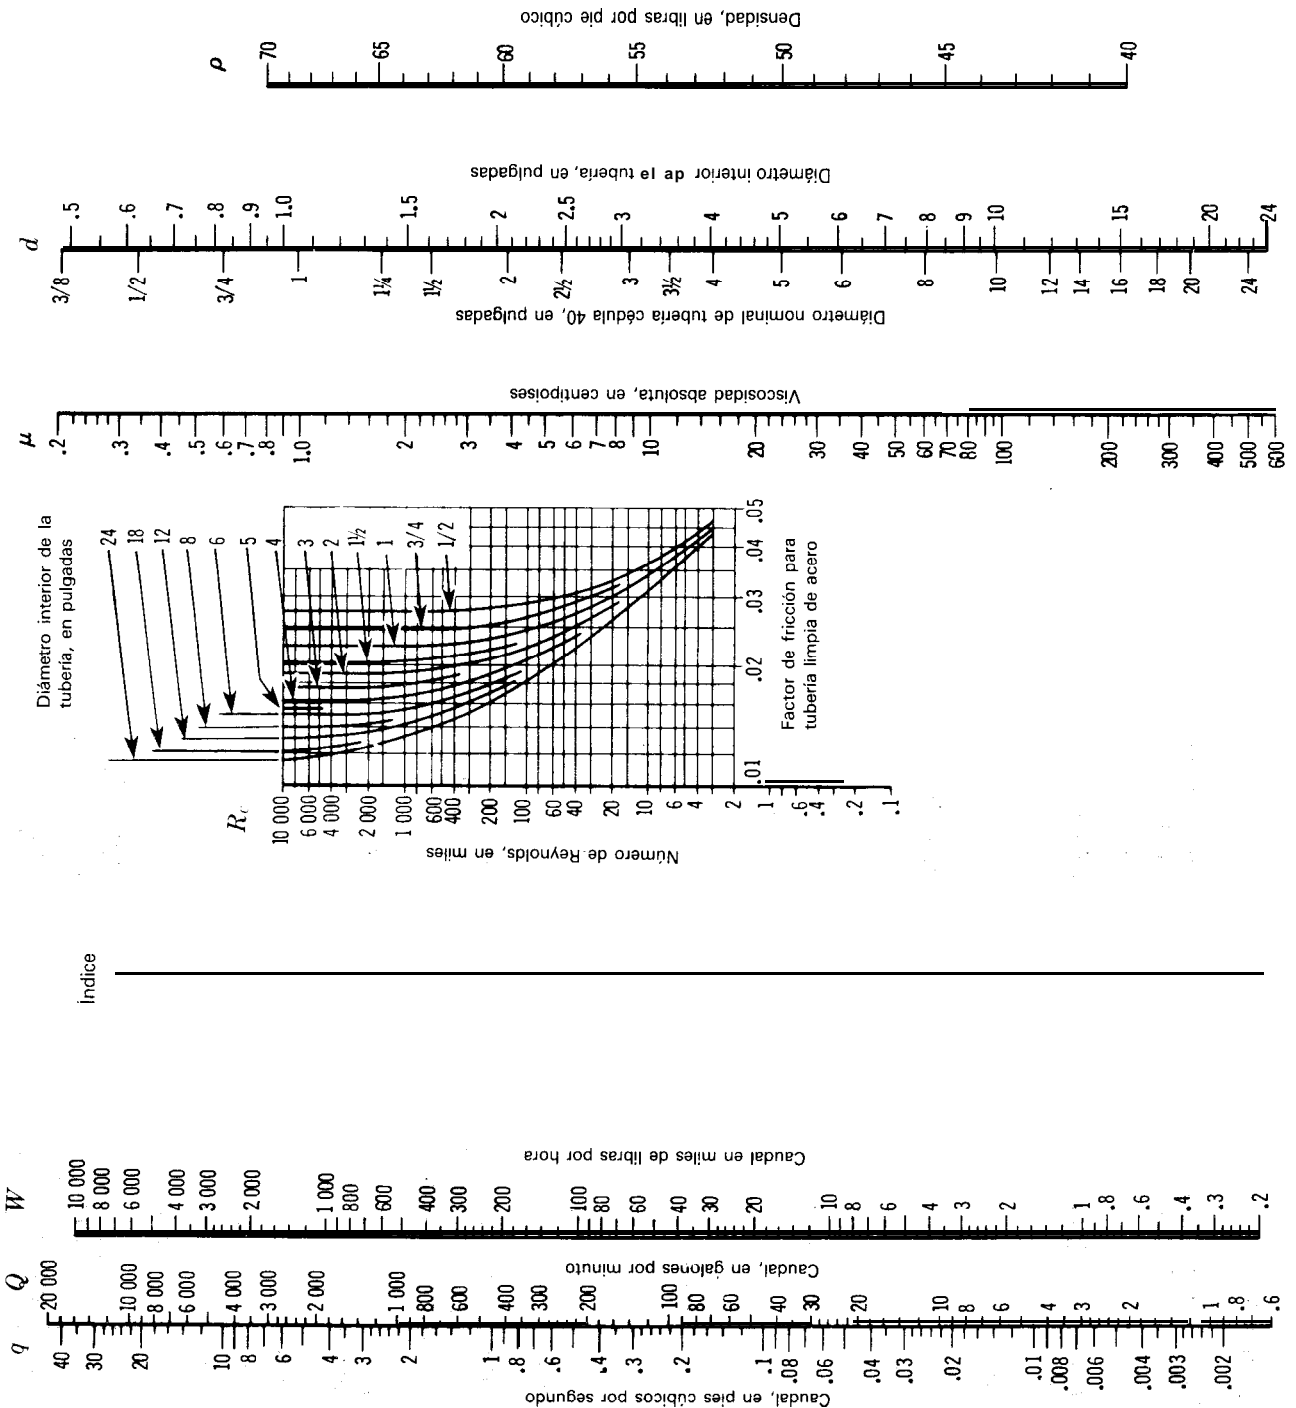 Densidad, en libras por pie cúbico
ρ
70 65 60 55 50 45 40
Diámetro interior de la tubería, en pulgadas
d
.5 .6 .7 .8 .9 1.0 1.5 2 2.5 3 4 5 6 7 8 9 10 15 20 24
3/8 1/2 3/4 1 1¼ 1½ 2 2½ 3 3½ 4 5 6 8 10 12 14 16 18 20 24
Diámetro nominal de tubería cédula 40, en pulgadas
Viscosidad absoluta, en centipoises
μ
.2 .3 .4 .5 .6 .7 .8 1.0 2 3 4 5 6 7 8 10 20 30 40 50 60 70 80 100 200 300 400 500 600
Diámetro interior de la
tubería, en pulgadas
24 18 12 8 6 5 4 3 2 1½ 1 3/4 1/2
.05
.04
.03
.02
.01
Factor de fricción para
tubería limpia de acero
Re
10 000 6 000 4 000 2 000 1 000 600 400 200 100 60 40 20 10 6 4 2 1 .6 .4 .2 .1
Número de Reynolds, en miles
Índice
Caudal en miles de libras por hora
W
10 000 8 000 6 000 4 000 3 000 2 000 1 000 800 600 400 300 200 100 80 60 40 30 20 10 8 6 4 3 2 1 .8 .6 .4 .3 .2
Caudal, en galones por minuto
Q
20 000 10 000 8 000 6 000 4 000 3 000 2 000 1 000 800 600 400 300 200 100 80 60 40 30 20 10 8 6 4 3 2 1 .8 .6
q
40 30 20 10 8 6 4 3 2 1 .8 .6 .4 .3 .2 .1 .08 .06 .04 .03 .02 .01 .008 .006 .004 .003 .002
Caudal, en pies cúbicos por segundo